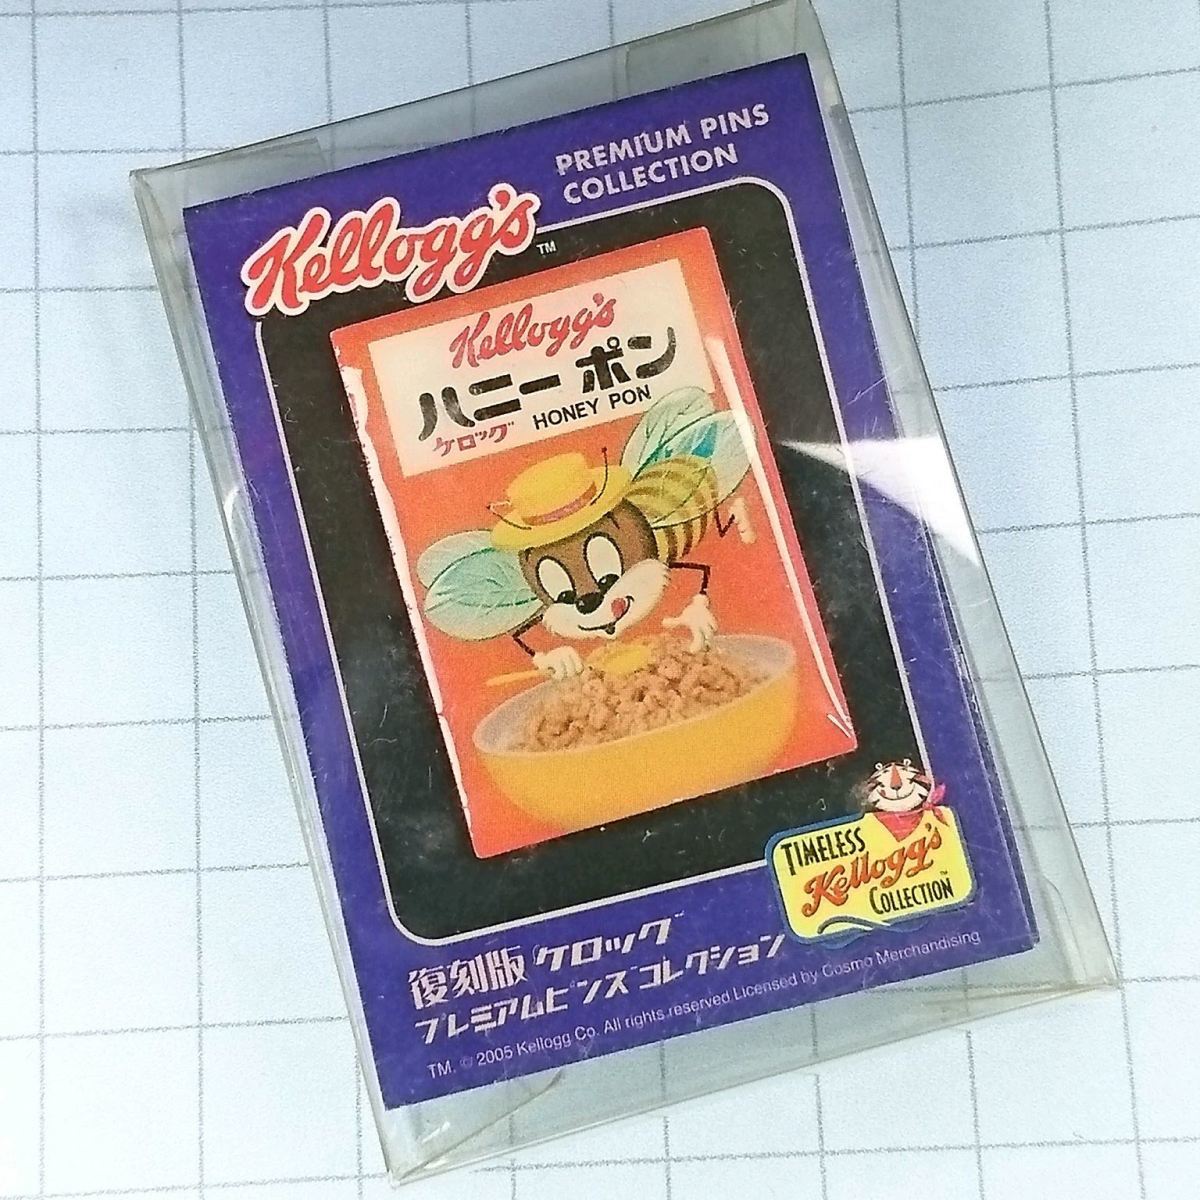 PREMIUM PINS
COLLECTION
Kellogg's™
Kellogg's
ハニーポン
ケロッグ HONEY PON
TIMELESS
Kellogg's
COLLECTION™
復刻版 ケロッグ
プレミアムピンズコレクション
TM. © 2005 Kellogg Co. All rights reserved Licensed by Cosmo Merchandising